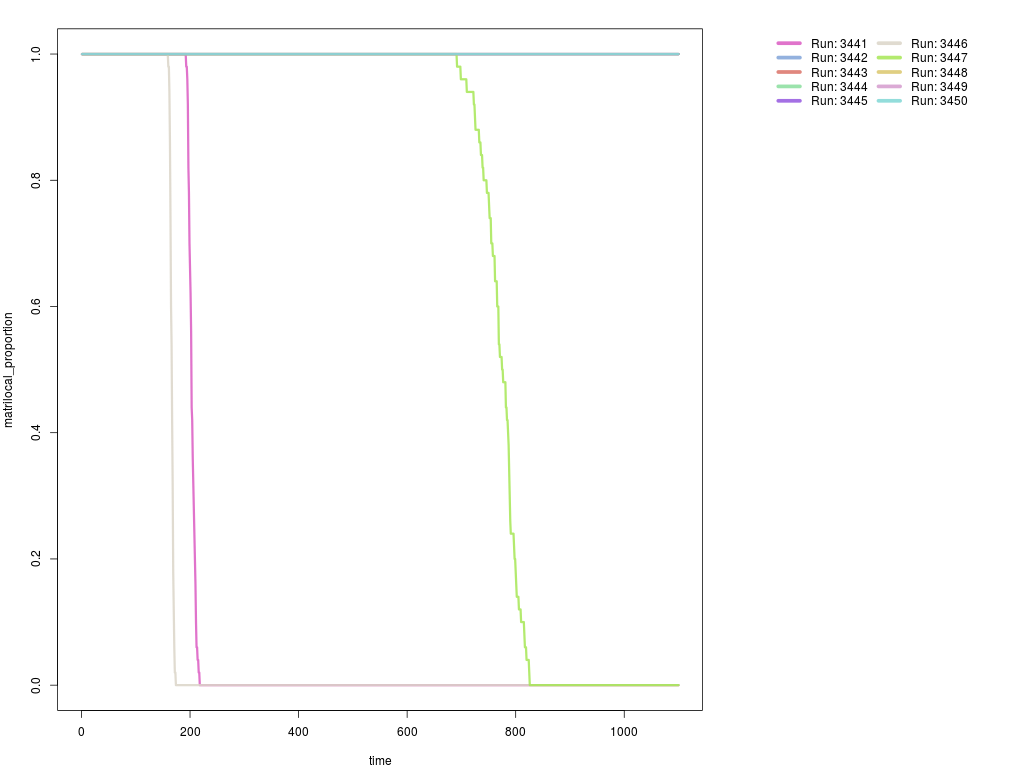 1.0
0.8
0.6
0.4
0.2
0.0
matrilocal_proportion
0 200 400 600 800 1000
time
Run: 3441 Run: 3446
Run: 3442 Run: 3447
Run: 3443 Run: 3448
Run: 3444 Run: 3449
Run: 3445 Run: 3450